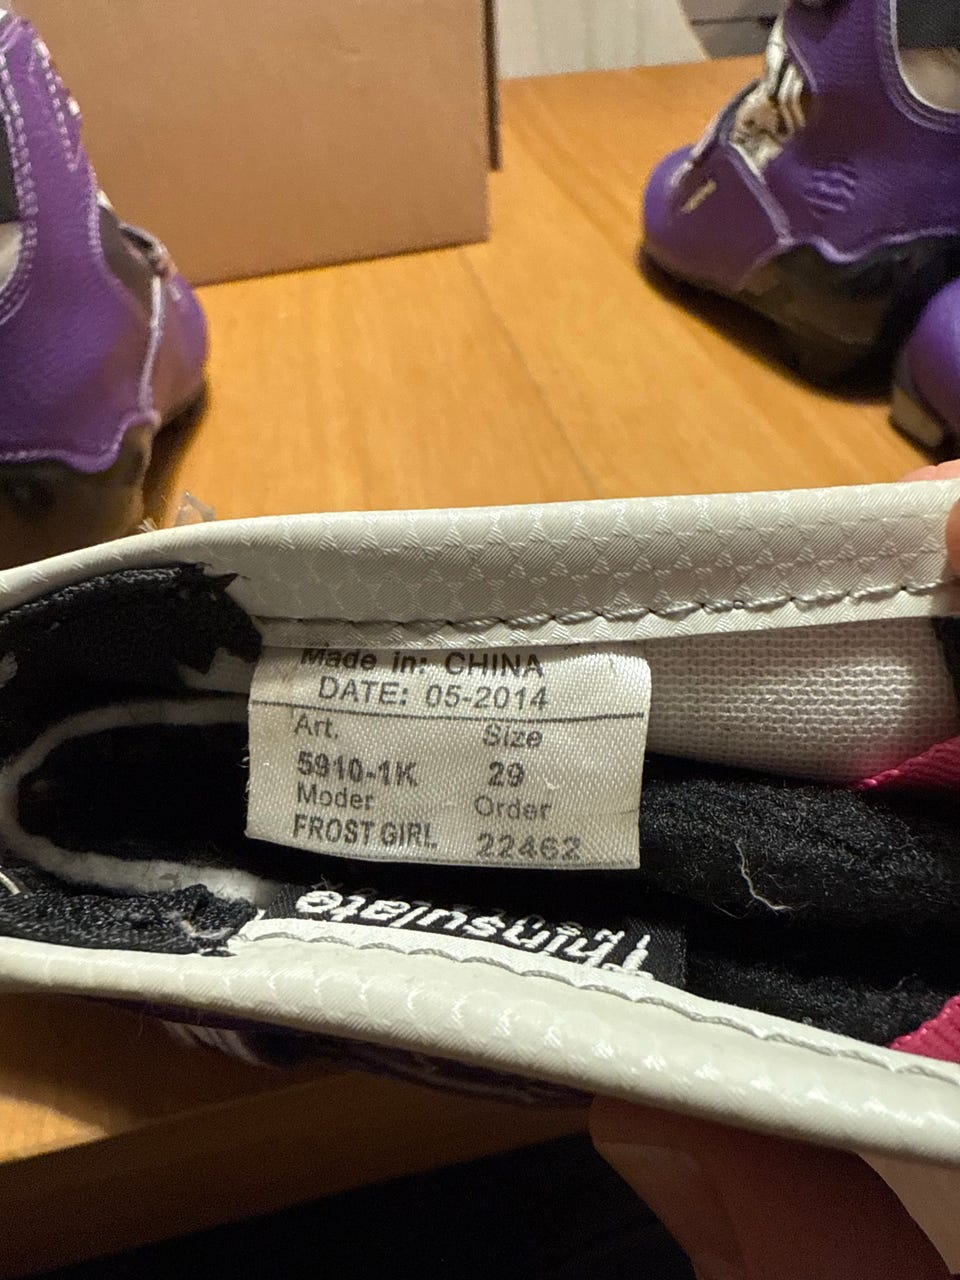 Made in: CHINA
DATE: 05-2014
Art. Size
5910-1K 29
Moder Order
FROST GIRL 22462
Thinsulate